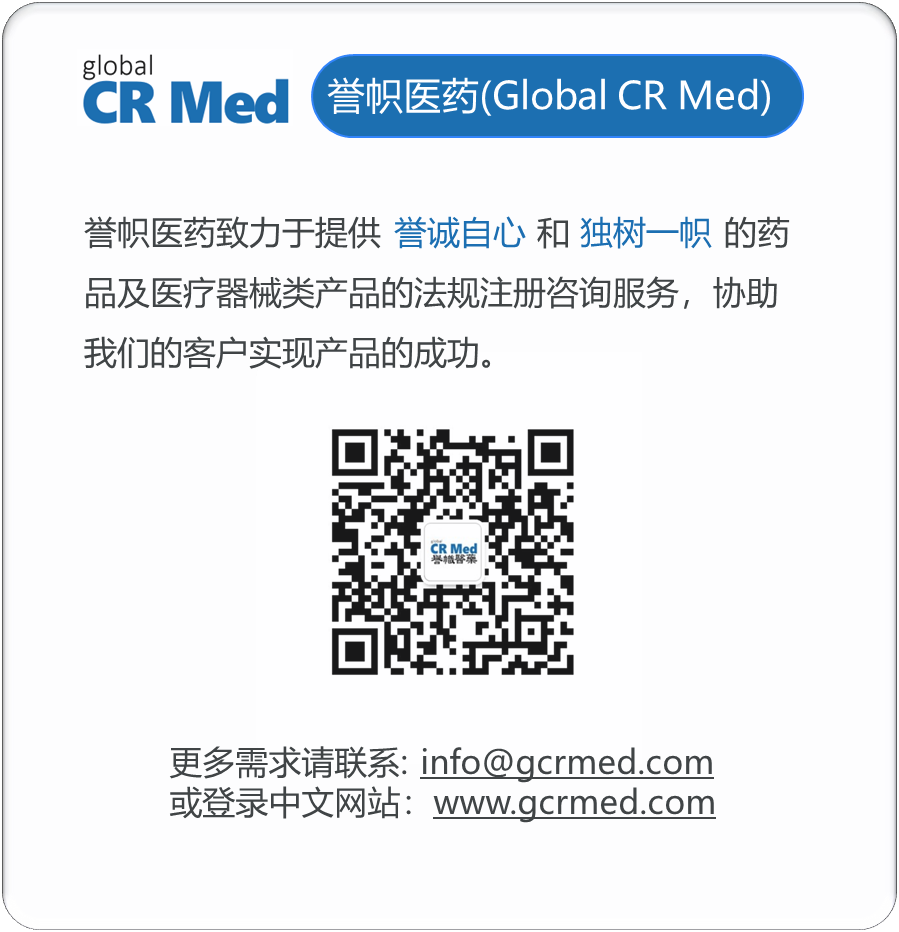 global
CR Med
誉帜医药(Global CR Med)
誉帜医药致力于提供 誉诚自心 和 独树一帜 的药
品及医疗器械类产品的法规注册咨询服务，协助
我们的客户实现产品的成功。
global
CR Med
誉幟醫藥
更多需求请联系: info@gcrmed.com
或登录中文网站：www.gcrmed.com